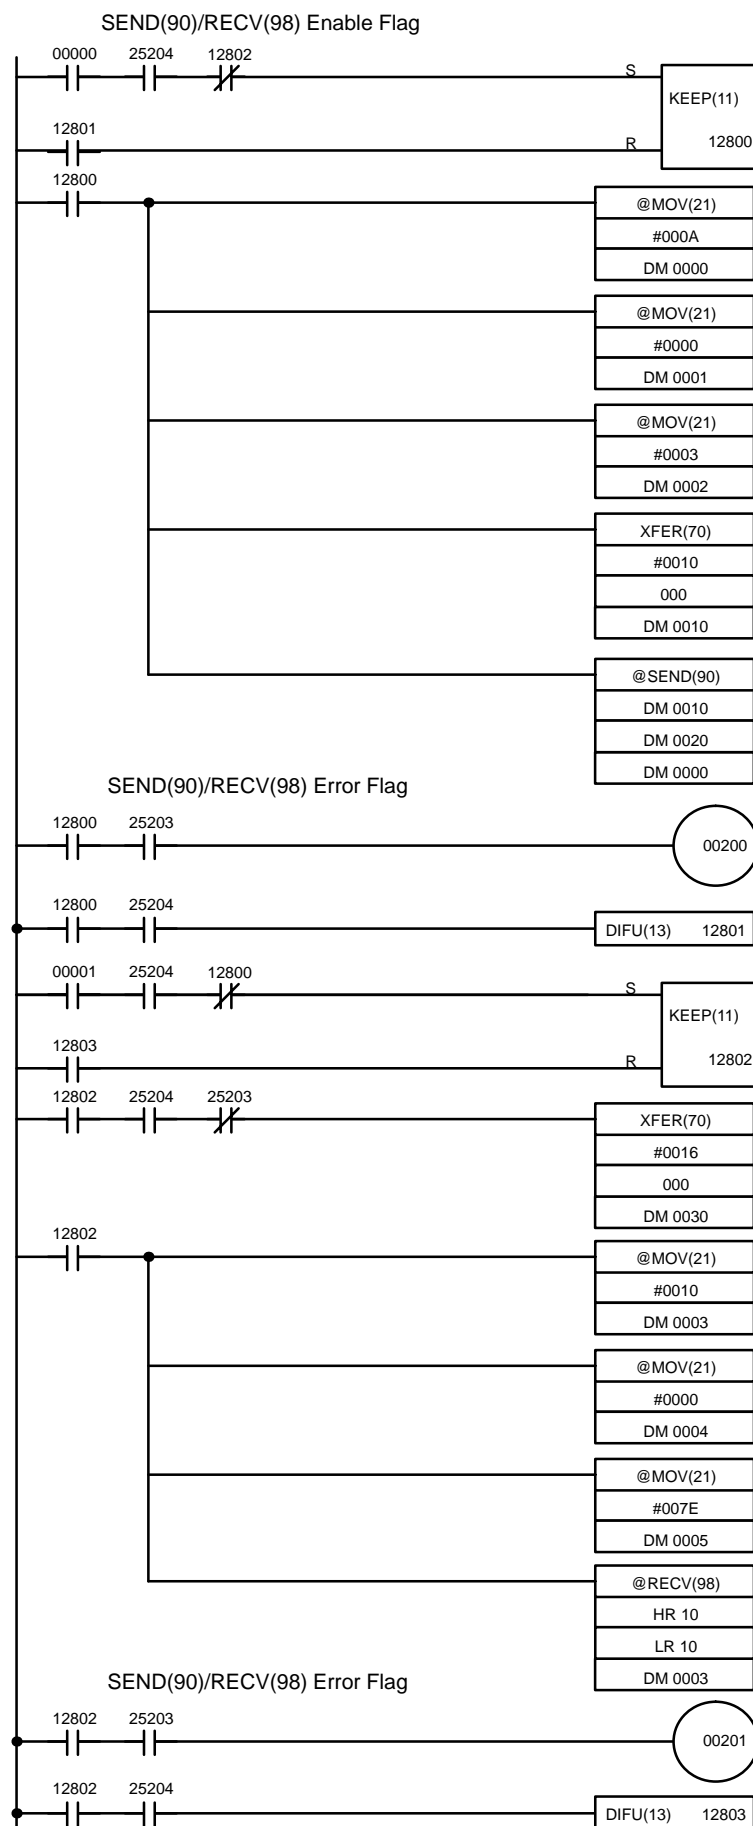 SEND(90)/RECV(98) Enable Flag
00000 25204 12802
S
KEEP(11)
12800
12801
R
12800
@MOV(21)
#000A
DM 0000
@MOV(21)
#0000
DM 0001
@MOV(21)
#0003
DM 0002
XFER(70)
#0010
000
DM 0010
@SEND(90)
DM 0010
DM 0020
DM 0000
SEND(90)/RECV(98) Error Flag
12800 25203
00200
12800 25204
DIFU(13) 12801
00001 25204 12800
S
KEEP(11)
12802
12803
R
12802 25204 25203
XFER(70)
#0016
000
DM 0030
12802
@MOV(21)
#0010
DM 0003
@MOV(21)
#0000
DM 0004
@MOV(21)
#007E
DM 0005
@RECV(98)
HR 10
LR 10
DM 0003
SEND(90)/RECV(98) Error Flag
12802 25203
00201
12802 25204
DIFU(13) 12803